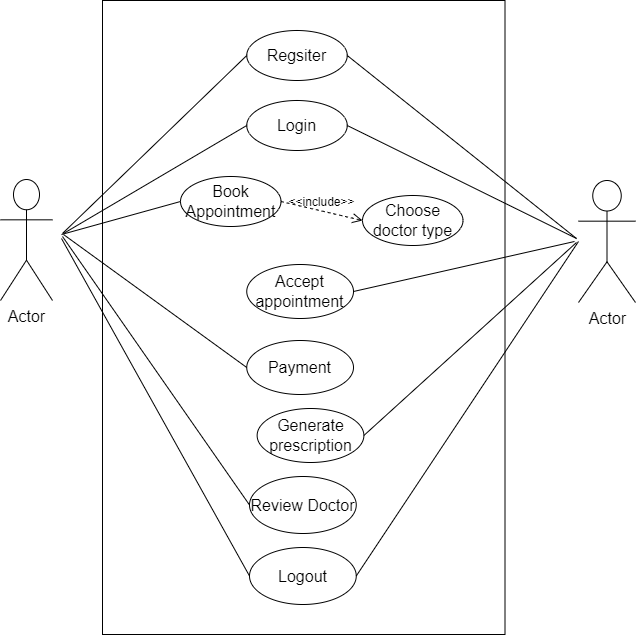 Regsiter
Login
Book
Appointment
<<include>>
Choose
doctor type
Accept
appointment
Actor
Actor
Payment
Generate
prescription
Review Doctor
Logout